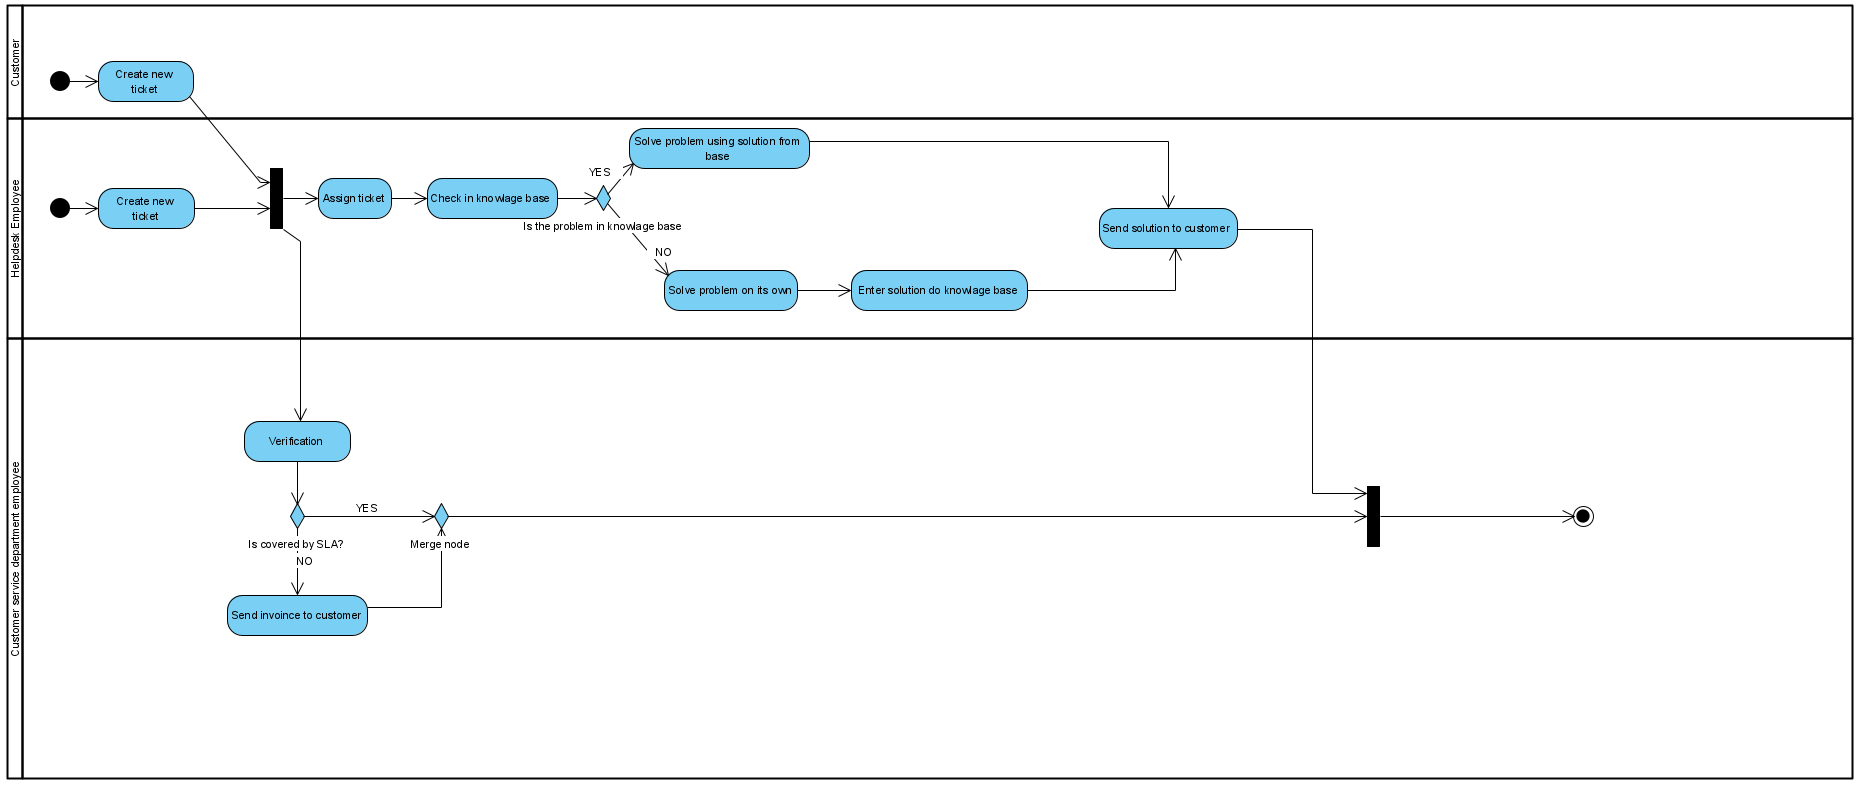 Customer
Create new
ticket
Helpdesk Employee
Create new
ticket
Assign ticket
Check in knowlage base
YES
Is the problem in knowlage base
NO
Solve problem using solution from
base
Solve problem on its own
Enter solution do knowlage base
Send solution to customer
Customer service department employee
Verification
YES
Is covered by SLA?
NO
Merge node
Send invoince to customer